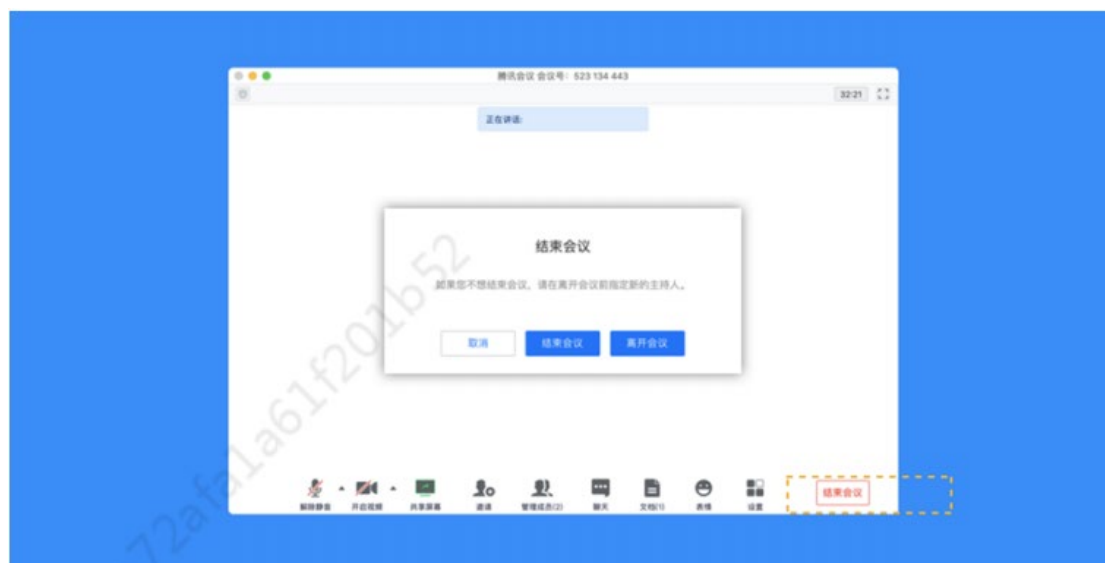 腾讯会议 会议号：523 134 443
32:21
正在讲话:
结束会议
如果您不想结束会议，请在离开会议前指定新的主持人。
取消 结束会议 离开会议
解除静音 开启视频 共享屏幕 邀请 管理成员(2) 聊天 文档(1) 表情 设置 结束会议
72afa1a61f201b52